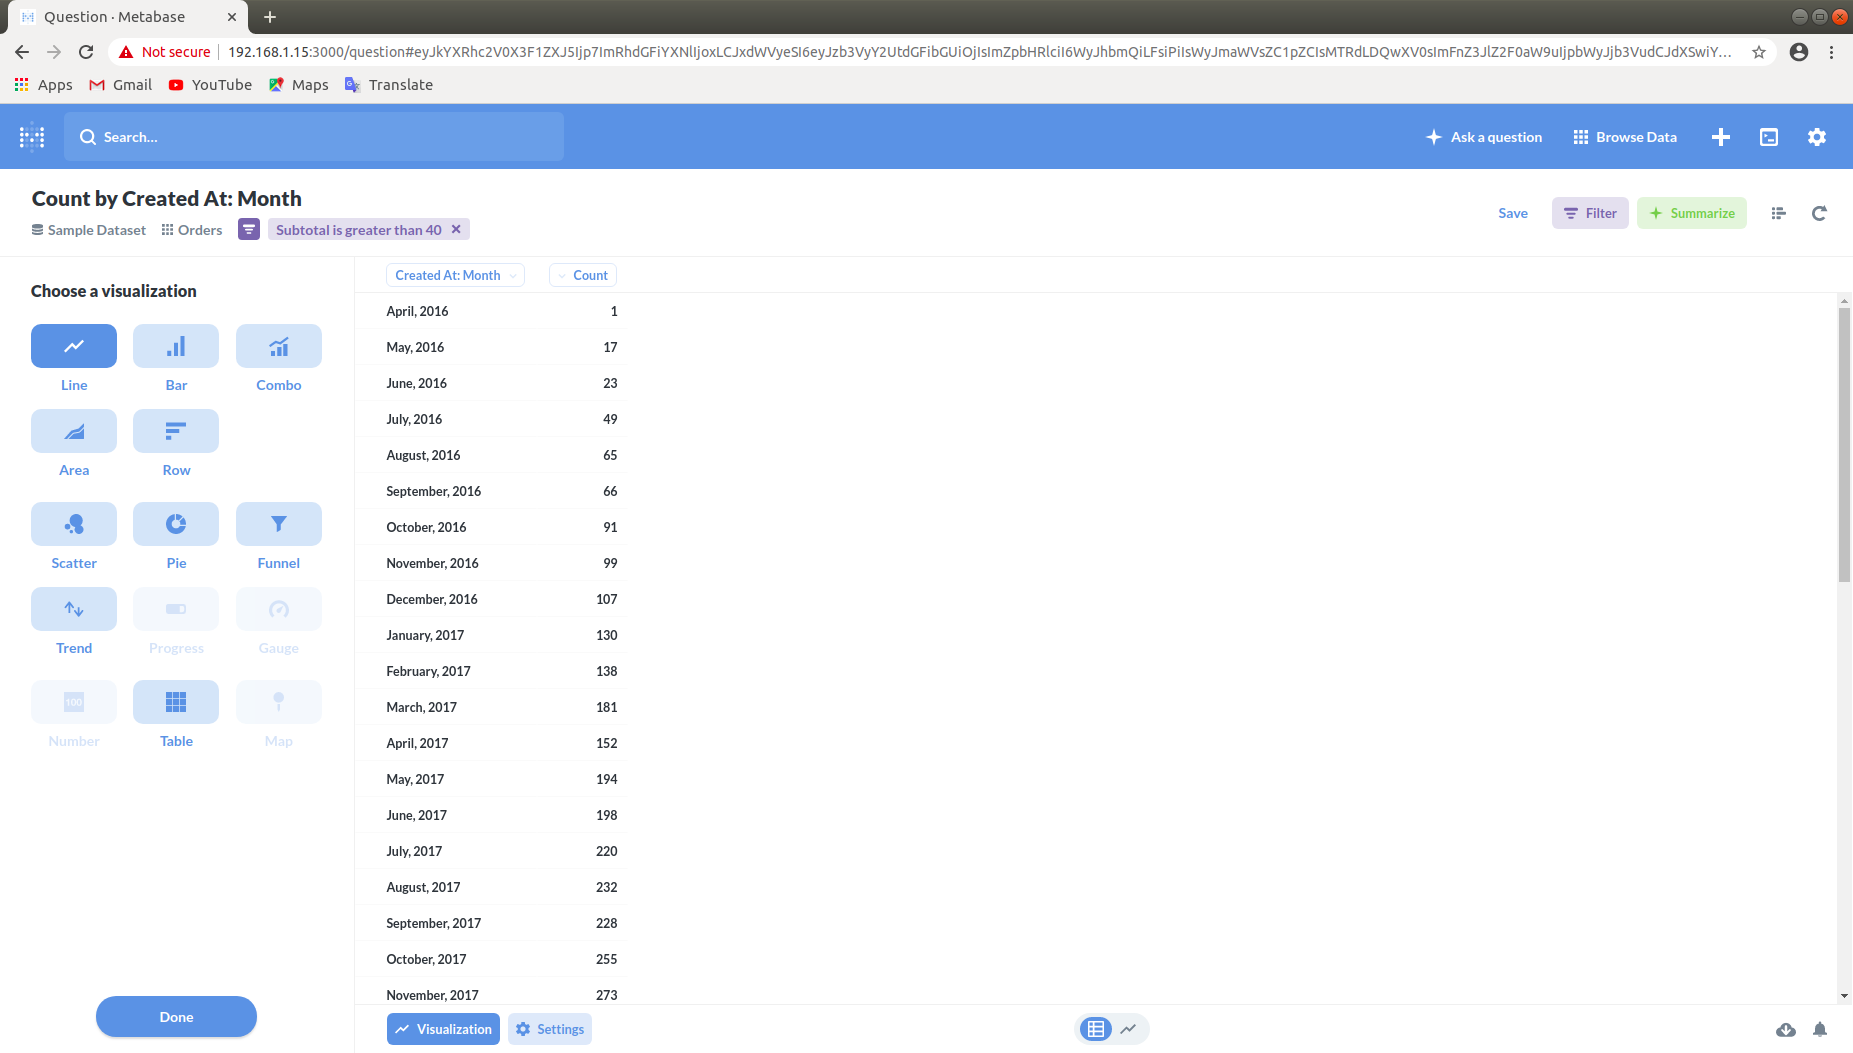 Question · Metabase
Not secure 192.168.1.15:3000/question#eyJkYXRhc2V0X3F1ZXJ5Ijp7ImRhdGFiYXNlIjoxLCJxdWVyeSI6eyJzb3VyY2UtdGFibGUiOjIsImZpbHRlciI6WyJhbmQiLFsiPiIsWyJmaWVsZC1pZCIsMTRdLDQwXV0sImFnZ3JlZ2F0aW9uIjpbWyJjb3VudCJdXSwiY...
Apps Gmail YouTube Maps Translate
Search...
Ask a question
Browse Data
Count by Created At: Month
Sample Dataset Orders Subtotal is greater than 40
Save Filter Summarize
Choose a visualization
Line Bar Combo
Area Row
Scatter Pie Funnel
Trend Progress Gauge
100
Number Table Map
Done
Created At: Month Count
April, 2016 1
May, 2016 17
June, 2016 23
July, 2016 49
August, 2016 65
September, 2016 66
October, 2016 91
November, 2016 99
December, 2016 107
January, 2017 130
February, 2017 138
March, 2017 181
April, 2017 152
May, 2017 194
June, 2017 198
July, 2017 220
August, 2017 232
September, 2017 228
October, 2017 255
November, 2017 273
Visualization Settings